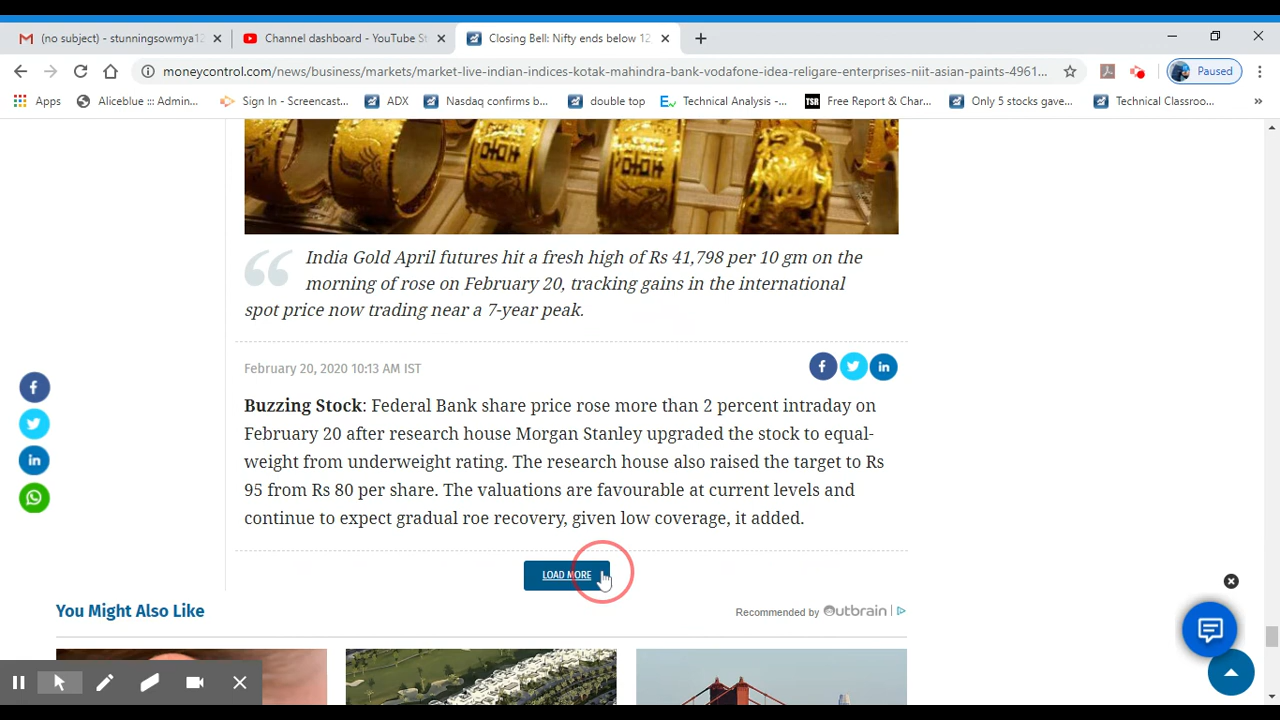 (no subject) - stunningsowmya12
Channel dashboard - YouTube St
Closing Bell: Nifty ends below 12
moneycontrol.com/news/business/markets/market-live-indian-indices-kotak-mahindra-bank-vodafone-idea-religare-enterprises-niit-asian-paints-4961...
Paused
Apps
Aliceblue ::: Admin...
Sign In - Screencast...
ADX
Nasdaq confirms b...
double top
Technical Analysis -...
TSR
Free Report & Char...
Only 5 stocks gave...
Technical Classroo...
»
India Gold April futures hit a fresh high of Rs 41,798 per 10 gm on the
morning of rose on February 20, tracking gains in the international
spot price now trading near a 7-year peak.
February 20, 2020 10:13 AM IST
Buzzing Stock: Federal Bank share price rose more than 2 percent intraday on
February 20 after research house Morgan Stanley upgraded the stock to equal-
weight from underweight rating. The research house also raised the target to Rs
95 from Rs 80 per share. The valuations are favourable at current levels and
continue to expect gradual roe recovery, given low coverage, it added.
LOAD MORE
You Might Also Like
Recommended by Outbrain